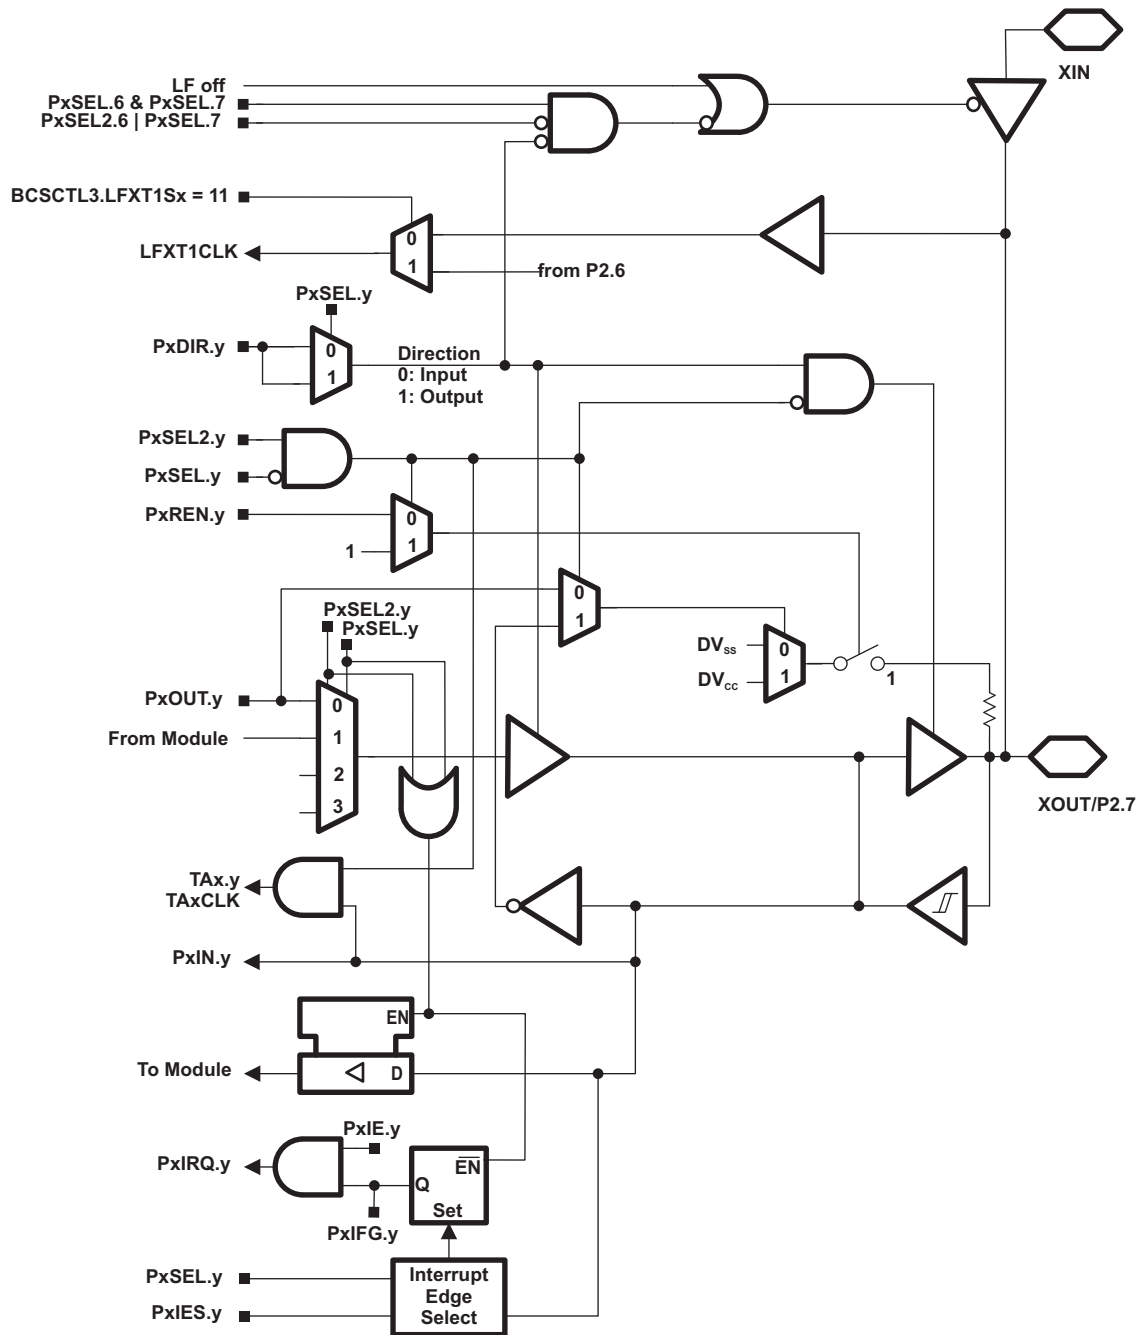 XIN
LF off
PxSEL.6 & PxSEL.7
PxSEL2.6 | PxSEL.7
BCSCTL3.LFXT1Sx = 11
0
LFXT1CLK
1
from P2.6
PxSEL.y
PxDIR.y
0
1
Direction
0: Input
1: Output
PxSEL2.y
PxSEL.y
PxREN.y
0
1
1
0
1
PxSEL2.y
PxSEL.y
DVSS
0
DVCC
1
1
PxOUT.y
0
From Module
1
2
3
XOUT/P2.7
TAx.y
TAxCLK
PxIN.y
EN
To Module
D
PxIE.y
PxIRQ.y
EN
Q
Set
PxIFG.y
PxSEL.y
PxIES.y
Interrupt
Edge
Select